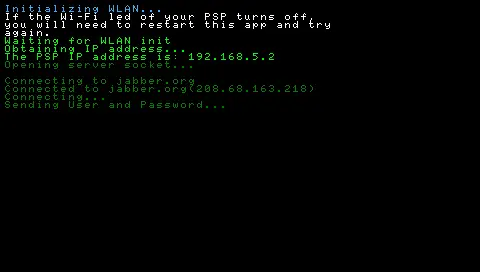 Initializing WLAN...
If the Wi-Fi led of your PSP turns off,
you will need to restart this app and try
again.
Waiting for WLAN init
Obtaining IP address...
The PSP IP address is: 192.168.5.2
Opening server socket...
Connecting to jabber.org
Connected to jabber.org(208.68.163.218)
Connecting...
Sending User and Password...